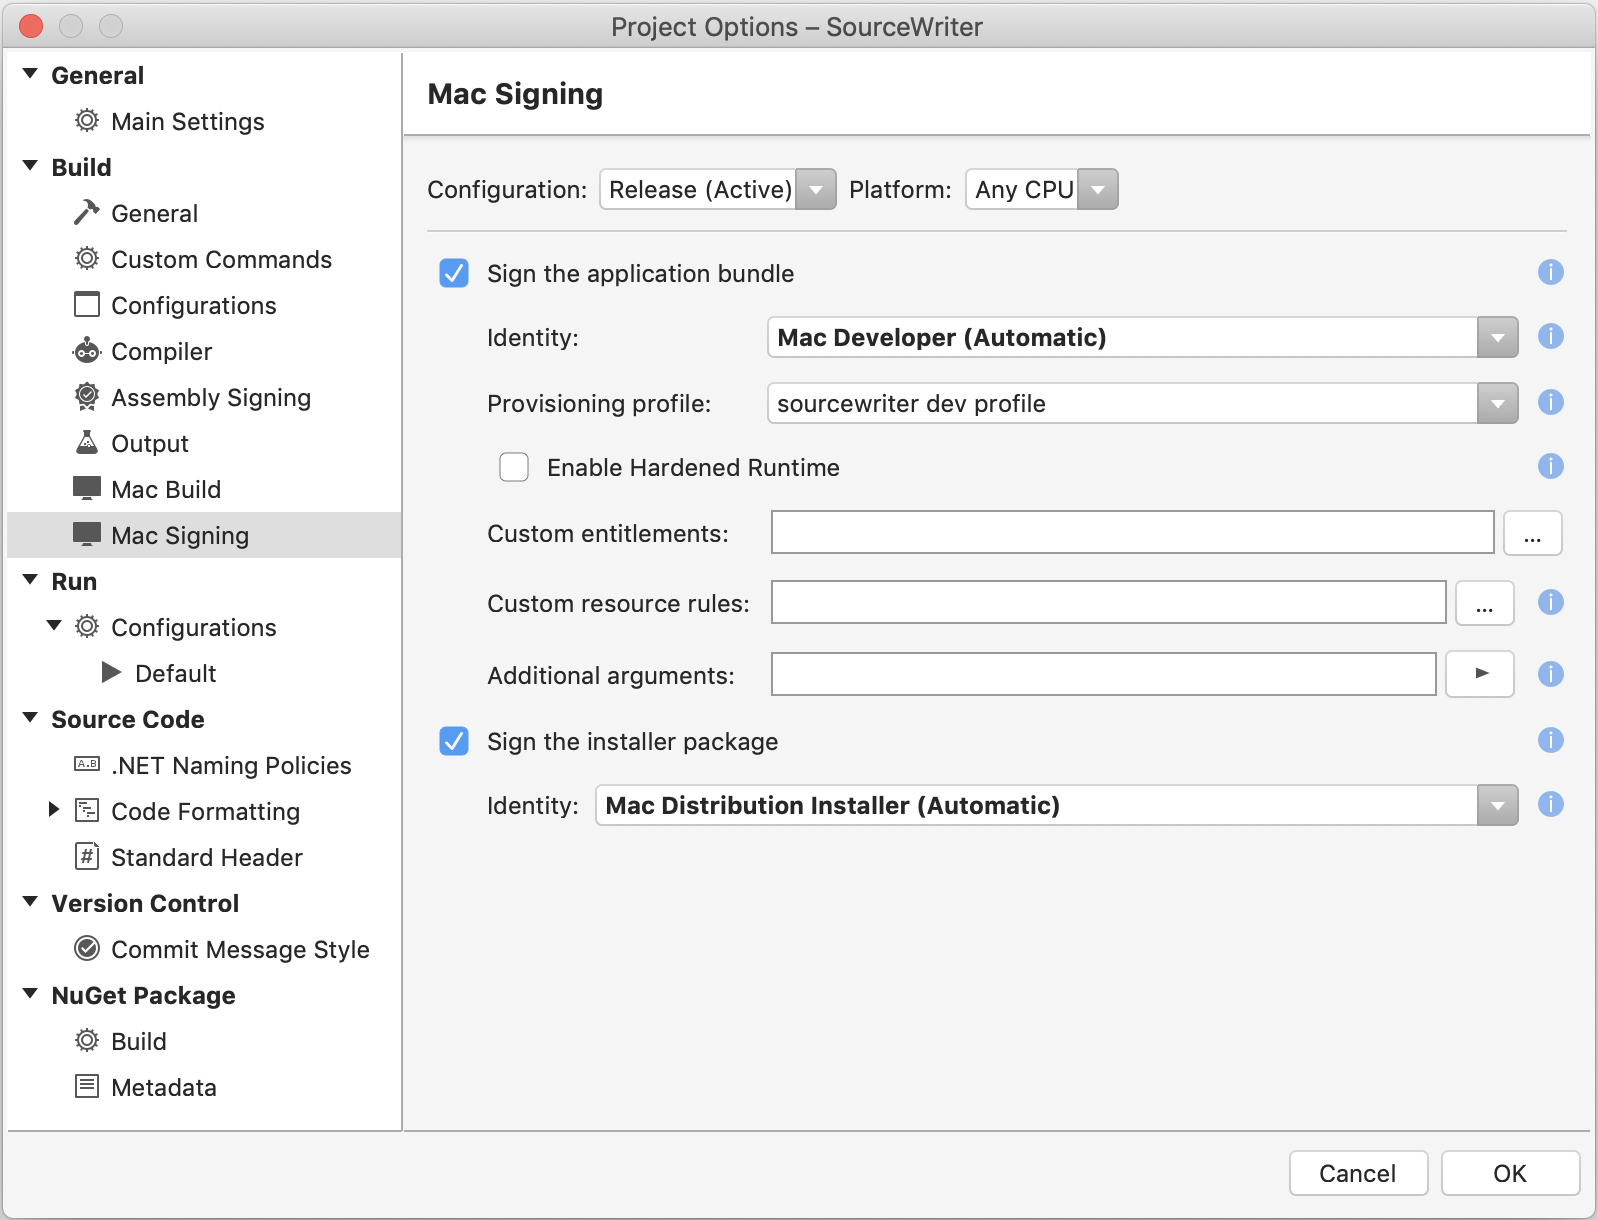 Project Options – SourceWriter
General
Main Settings
Build
General
Custom Commands
Configurations
Compiler
Assembly Signing
Output
Mac Build
Mac Signing
Run
Configurations
Default
Source Code
A.B .NET Naming Policies
Code Formatting
# Standard Header
Version Control
Commit Message Style
NuGet Package
Build
Metadata
Mac Signing
Configuration: Release (Active) Platform: Any CPU
Sign the application bundle
Identity: Mac Developer (Automatic)
Provisioning profile: sourcewriter dev profile
Enable Hardened Runtime
Custom entitlements: ...
Custom resource rules: ...
Additional arguments:
Sign the installer package
Identity: Mac Distribution Installer (Automatic)
Cancel OK